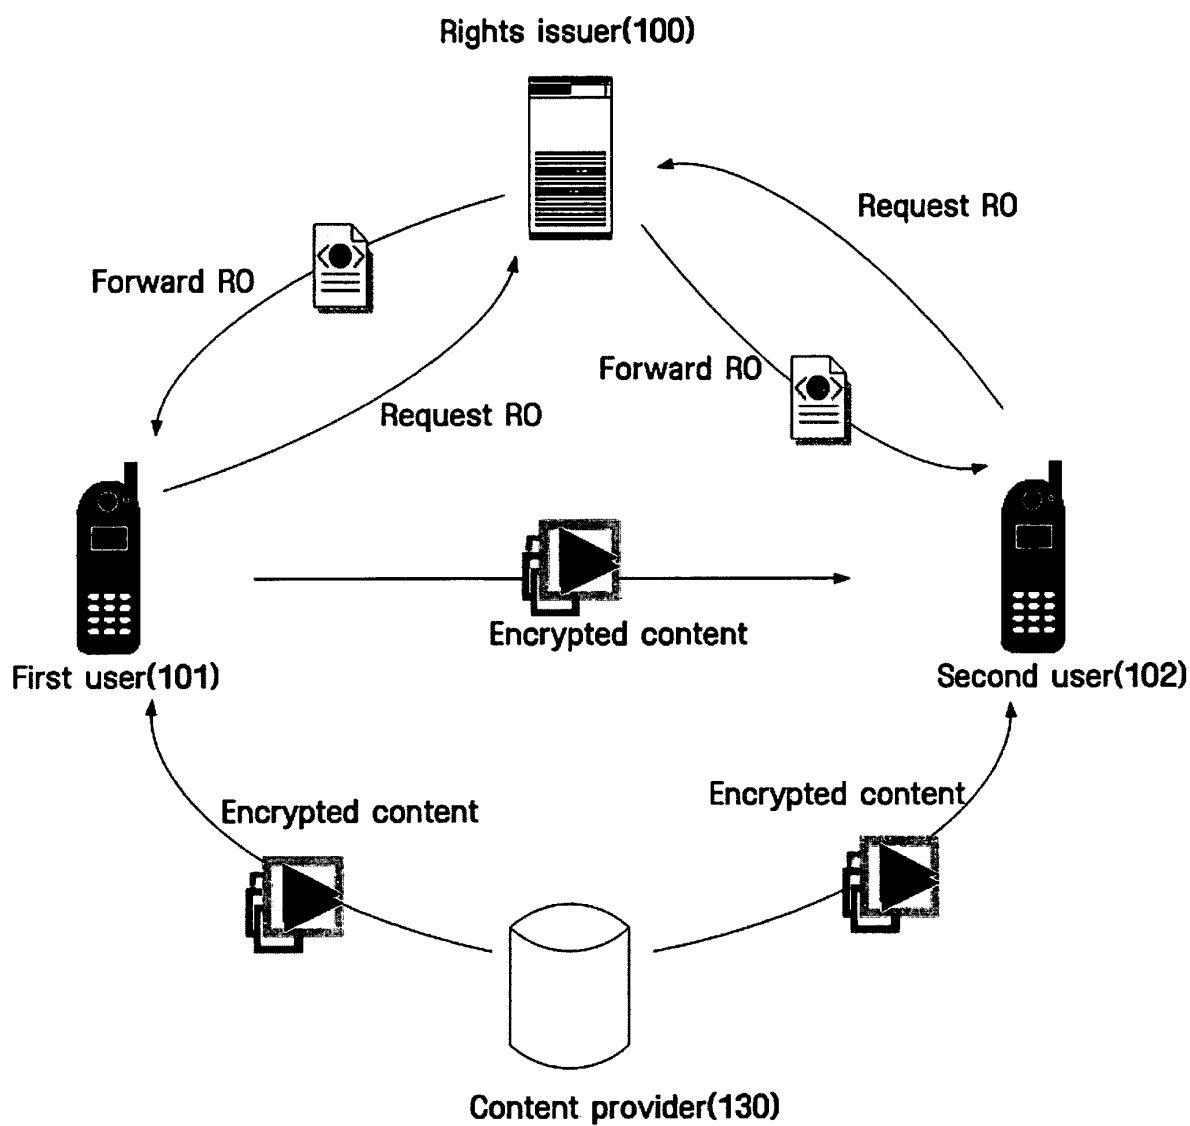 Rights issuer(100)
Request RO
Forward RO
Forward RO
Request RO
Encrypted content
First user(101)
Second user(102)
Encrypted content
Encrypted content
Content provider(130)